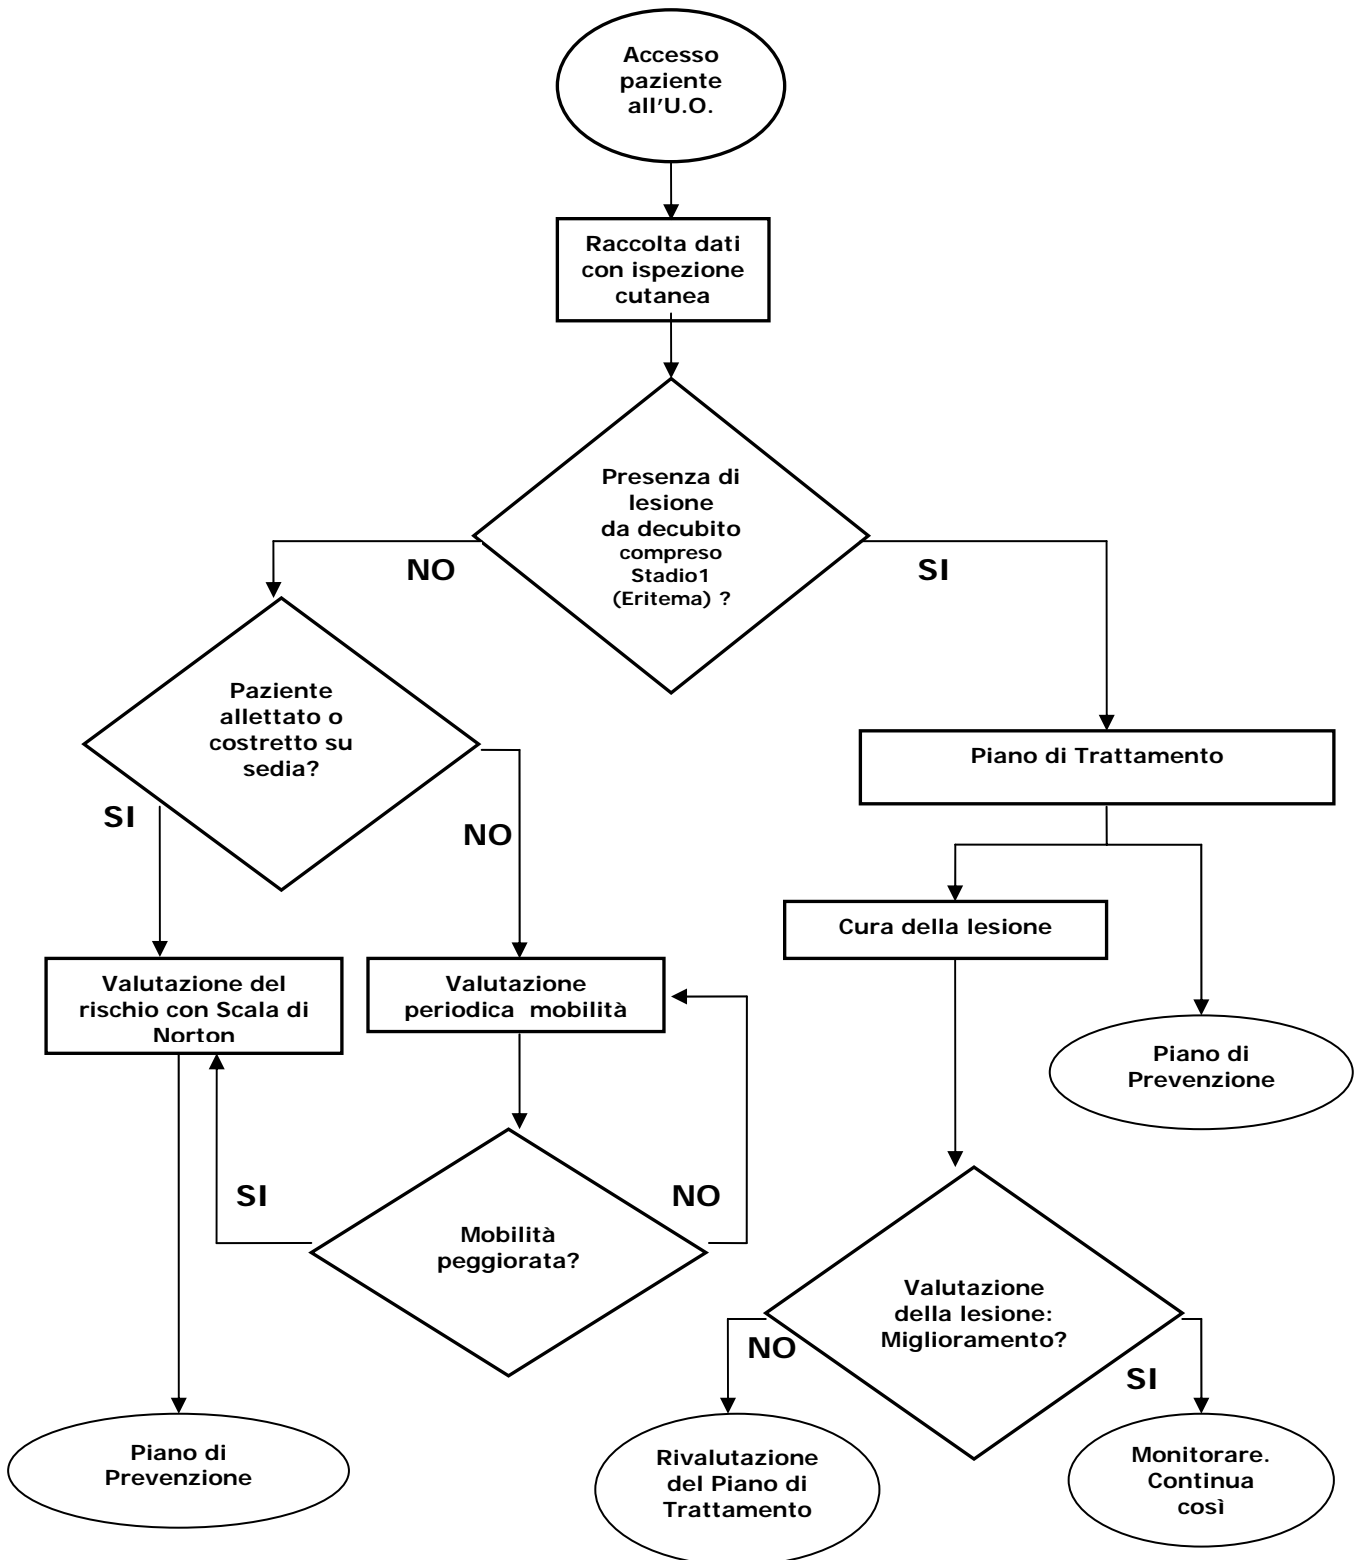 Accesso
paziente
all'U.O.
Raccolta dati
con ispezione
cutanea
Presenza di
lesione
da decubito
compreso
Stadio1
(Eritema) ?
NO
SI
Paziente
allettato o
costretto su
sedia?
SI
NO
Piano di Trattamento
Cura della lesione
Valutazione del
rischio con Scala di
Norton
Valutazione
periodica mobilità
Piano di
Prevenzione
SI
NO
Mobilità
peggiorata?
Valutazione
della lesione:
Miglioramento?
NO
SI
Piano di
Prevenzione
Rivalutazione
del Piano di
Trattamento
Monitorare.
Continua
così